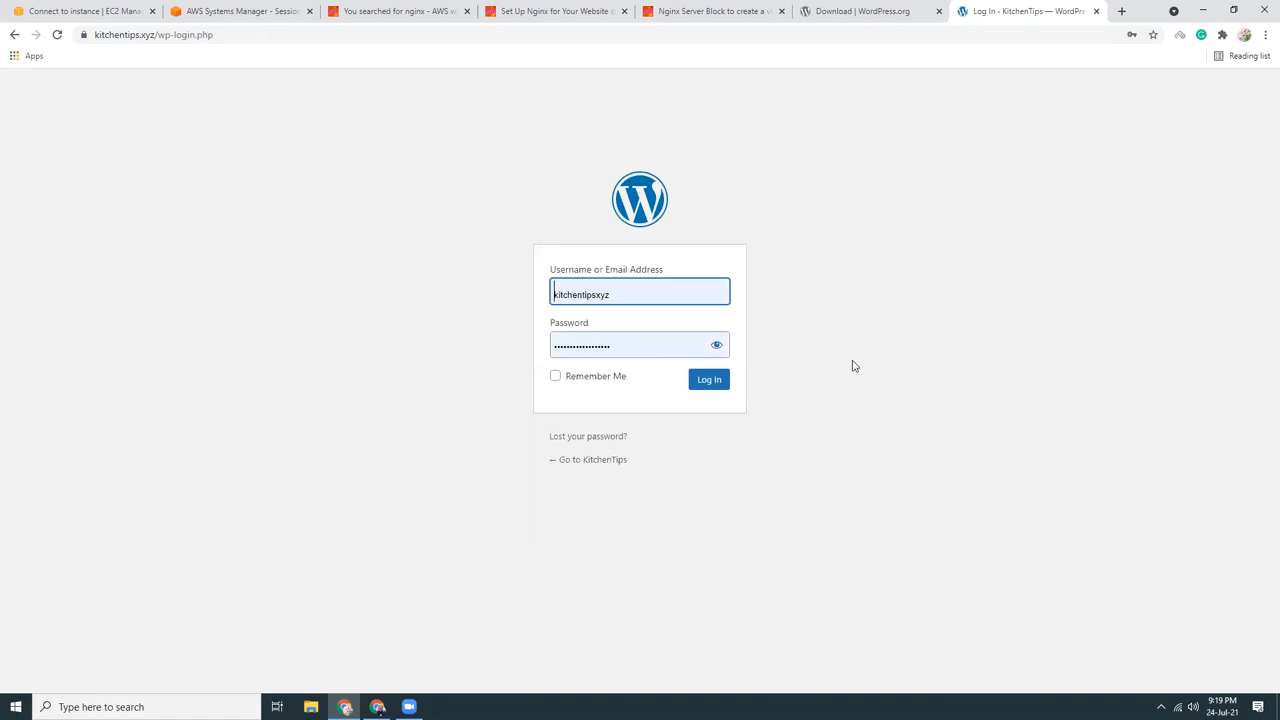 Connect to instance | EC2 Mana
AWS Systems Manager - Session
You searched for nginx - AWS w
Set Up Nginx for Your Website o
Nginx Server Block to create a v
Download | WordPress.org
Log In ‹ KitchenTips — WordPre
kitchentips.xyz/wp-login.php
Apps
Reading list
Username or Email Address
kitchentipsxyz
Password
Remember Me
Log In
Lost your password?
← Go to KitchenTips
Type here to search
9:19 PM
24-Jul-21